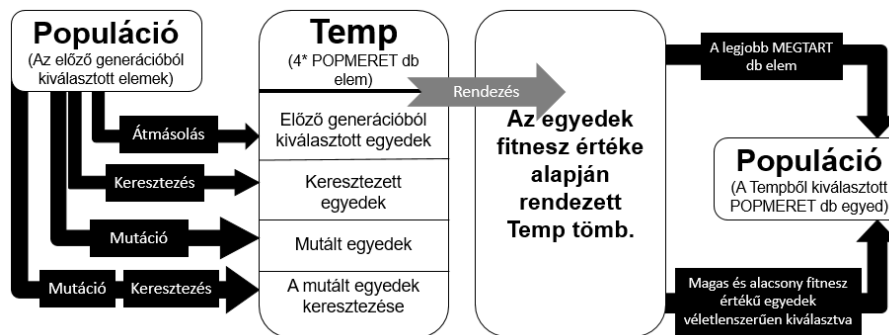 Populáció
(Az előző generációból
kiválasztott elemek)
Átmásolás
Keresztezés
Mutáció
Mutáció
Keresztezés
Temp
(4* POPMERET db
elem)
Előző generációból
kiválasztott egyedek
Keresztezett
egyedek
Mutált egyedek
A mutált egyedek
keresztezése
Rendezés
Az egyedek
fitnesz értéke
alapján
rendezett
Temp tömb.
A legjobb MEGTART
db elem
Populáció
(A Tempből kiválasztott
POPMERET db egyed)
Magas és alacsony fitnesz
értékű egyedek
véletlenszerűen kiválasztva